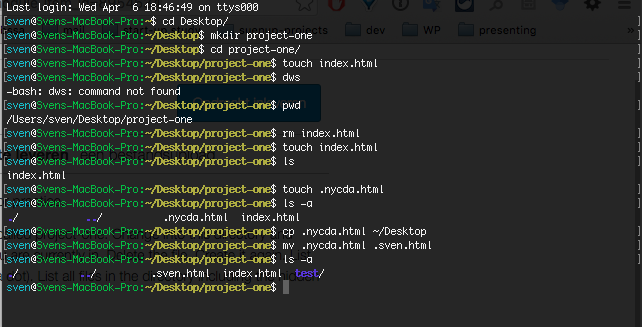 Last login: Wed Apr  6 18:46:49 on ttys000
[sven@Svens-MacBook-Pro:~$ cd Desktop/
[sven@Svens-MacBook-Pro:~/Desktop$ mkdir project-one
[sven@Svens-MacBook-Pro:~/Desktop$ cd project-one/
[sven@Svens-MacBook-Pro:~/Desktop/project-one$ touch index.html
[sven@Svens-MacBook-Pro:~/Desktop/project-one$ dws
-bash: dws: command not found
[sven@Svens-MacBook-Pro:~/Desktop/project-one$ pwd
/Users/sven/Desktop/project-one
[sven@Svens-MacBook-Pro:~/Desktop/project-one$ rm index.html
[sven@Svens-MacBook-Pro:~/Desktop/project-one$ touch index.html
[sven@Svens-MacBook-Pro:~/Desktop/project-one$ ls
index.html
[sven@Svens-MacBook-Pro:~/Desktop/project-one$ touch .nycda.html
[sven@Svens-MacBook-Pro:~/Desktop/project-one$ ls -a
./ ../ .nycda.html index.html
[sven@Svens-MacBook-Pro:~/Desktop/project-one$ cp .nycda.html ~/Desktop
[sven@Svens-MacBook-Pro:~/Desktop/project-one$ mv .nycda.html .sven.html
[sven@Svens-MacBook-Pro:~/Desktop/project-one$ ls -a
./ ../ .sven.html index.html test/
sven@Svens-MacBook-Pro:~/Desktop/project-one$
dev WP presenting